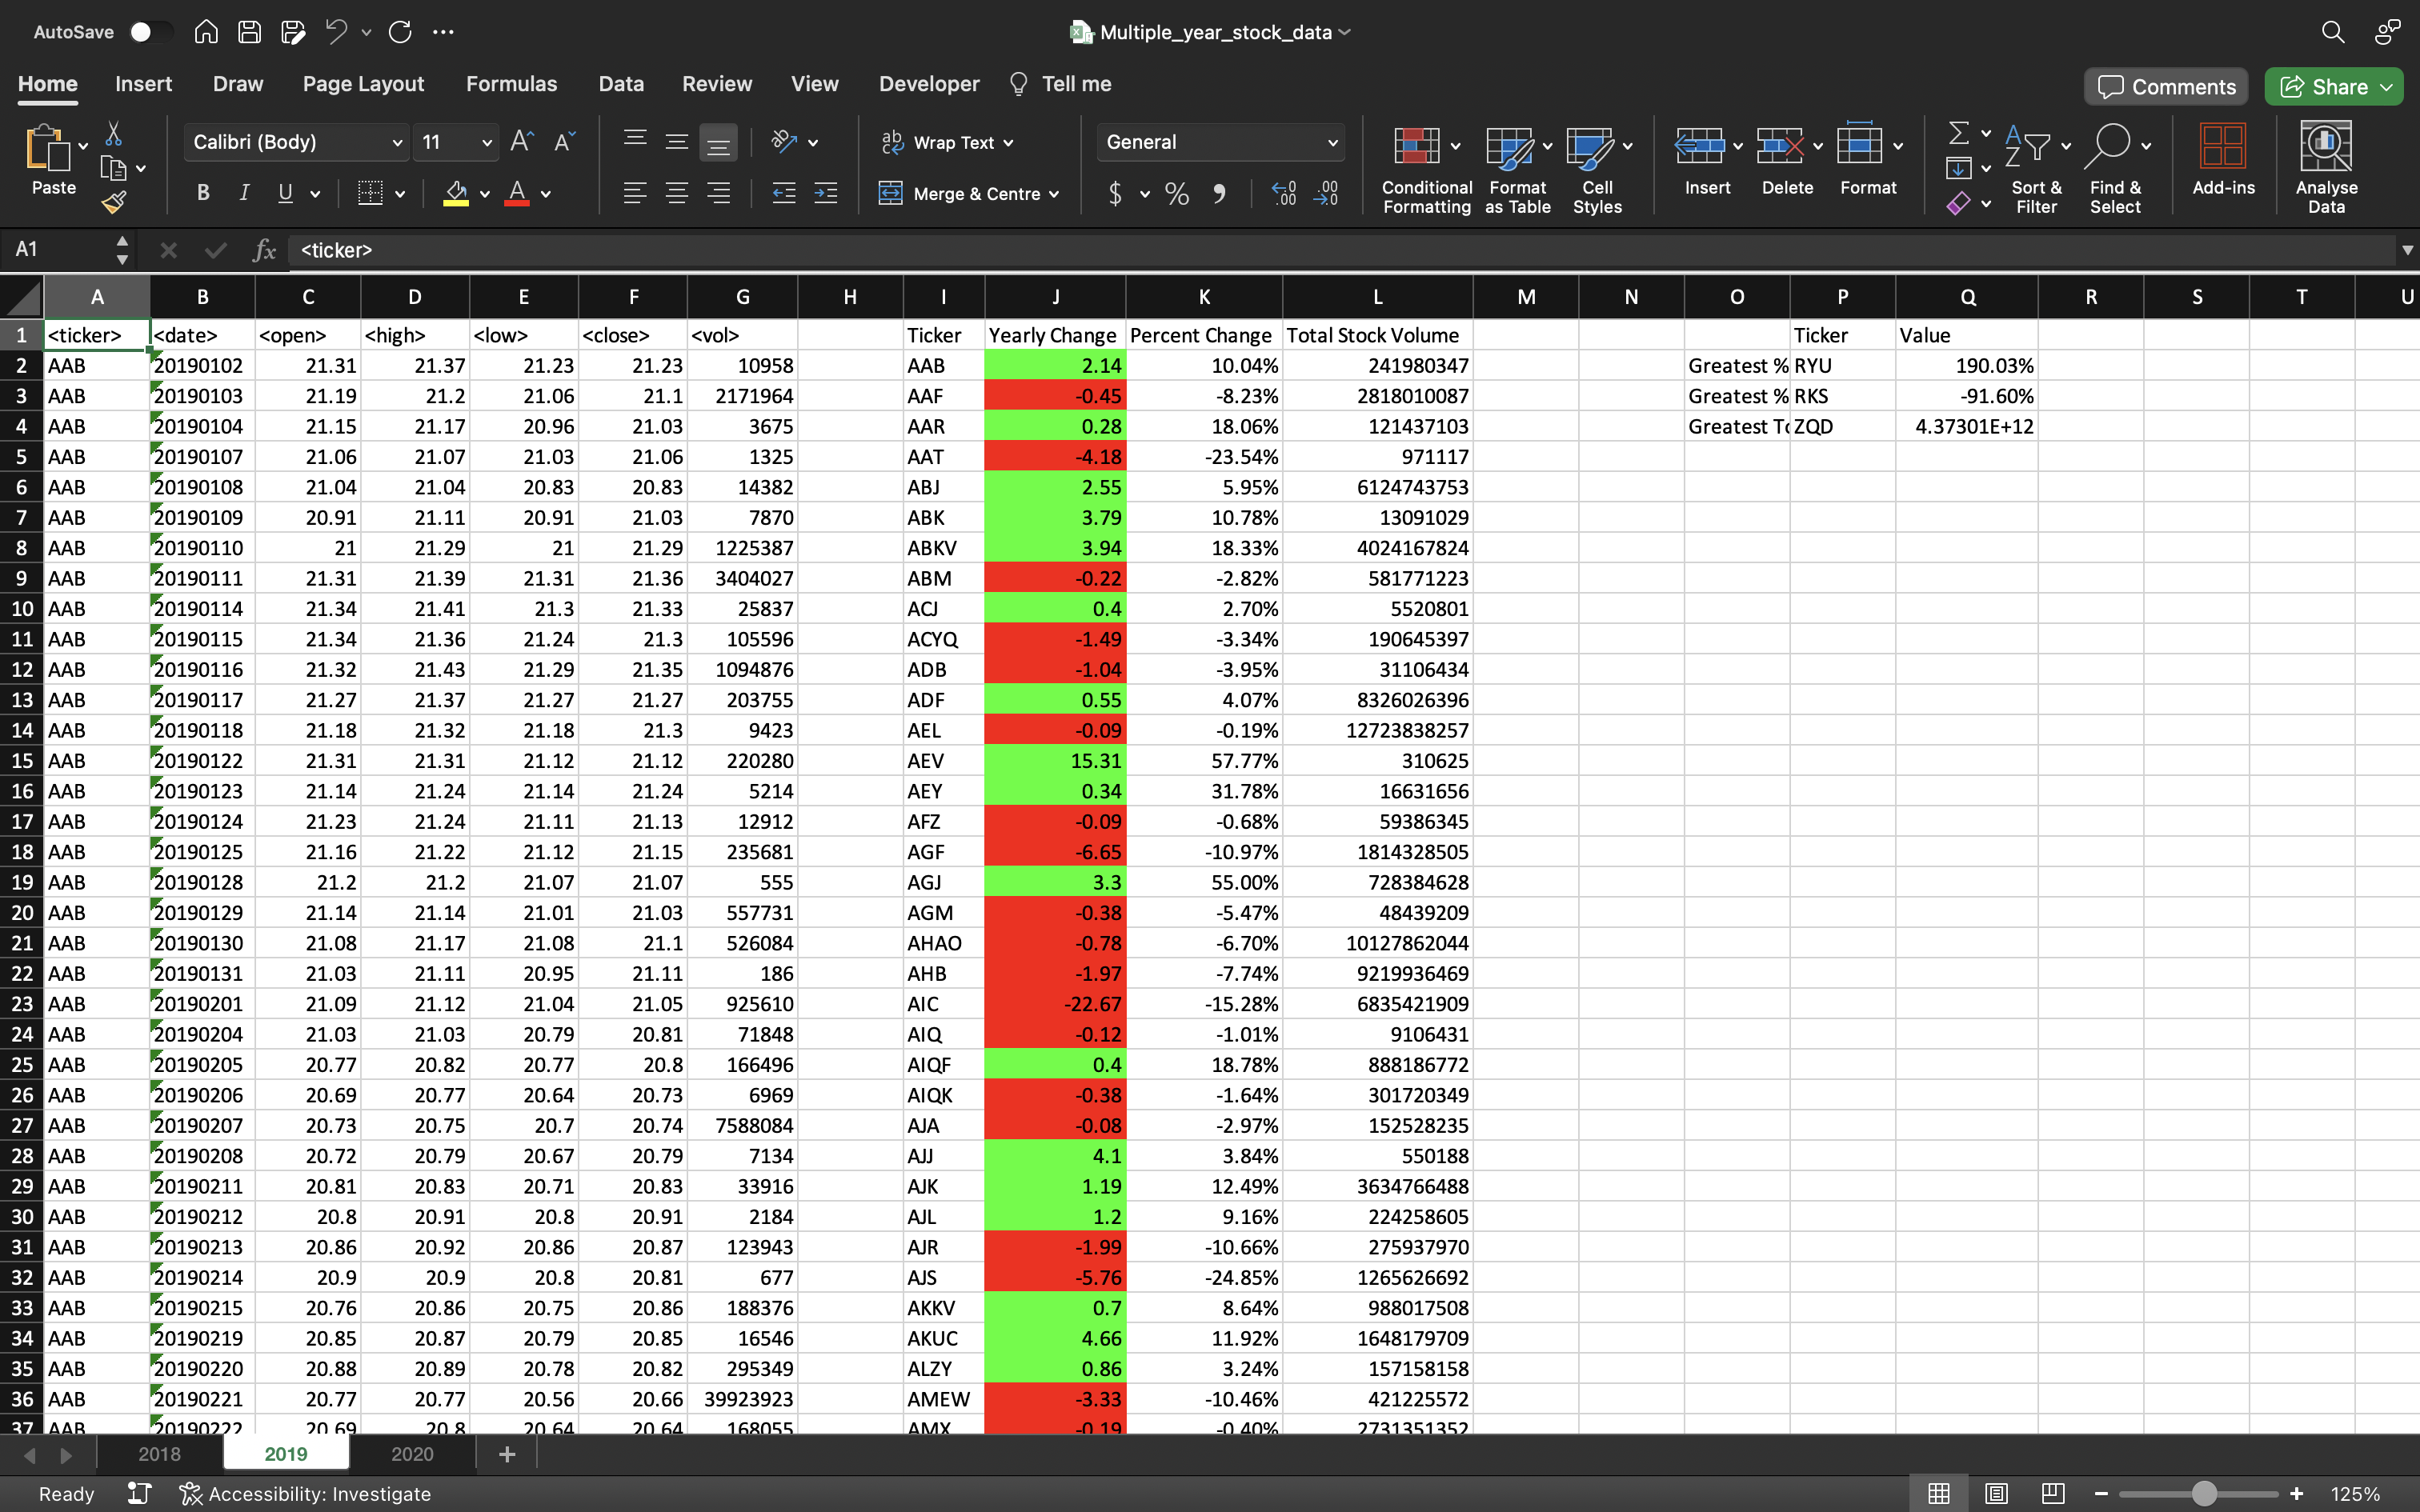 AutoSave Multiple_year_stock_data
Home Insert Draw Page Layout Formulas Data Review View Developer Tell me Comments Share
Paste Calibri (Body) 11 A^ A˅ ab Wrap Text General Conditional Formatting Format as Table Cell Styles Insert Delete Format Sort & Filter Find & Select Add-ins Analyse Data
B I U A Merge & Centre $ % 9
A1 fx <ticker>
A B C D E F G H I J K L M N O P Q R S T U
1 <ticker> <date> <open> <high> <low> <close> <vol> Ticker Yearly Change Percent Change Total Stock Volume Ticker Value
2 AAB 20190102 21.31 21.37 21.23 21.23 10958 AAB 2.14 10.04% 241980347 Greatest % RYU 190.03%
3 AAB 20190103 21.19 21.2 21.06 21.1 2171964 AAF -0.45 -8.23% 2818010087 Greatest % RKS -91.60%
4 AAB 20190104 21.15 21.17 20.96 21.03 3675 AAR 0.28 18.06% 121437103 Greatest To ZQD 4.37301E+12
5 AAB 20190107 21.06 21.07 21.03 21.06 1325 AAT -4.18 -23.54% 971117
6 AAB 20190108 21.04 21.04 20.83 20.83 14382 ABJ 2.55 5.95% 6124743753
7 AAB 20190109 20.91 21.11 20.91 21.03 7870 ABK 3.79 10.78% 13091029
8 AAB 20190110 21 21.29 21 21.29 1225387 ABKV 3.94 18.33% 4024167824
9 AAB 20190111 21.31 21.39 21.31 21.36 3404027 ABM -0.22 -2.82% 581771223
10 AAB 20190114 21.34 21.41 21.3 21.33 25837 ACJ 0.4 2.70% 5520801
11 AAB 20190115 21.34 21.36 21.24 21.3 105596 ACYQ -1.49 -3.34% 190645397
12 AAB 20190116 21.32 21.43 21.29 21.35 1094876 ADB -1.04 -3.95% 31106434
13 AAB 20190117 21.27 21.37 21.27 21.27 203755 ADF 0.55 4.07% 8326026396
14 AAB 20190118 21.18 21.32 21.18 21.3 9423 AEL -0.09 -0.19% 12723838257
15 AAB 20190122 21.31 21.31 21.12 21.12 220280 AEV 15.31 57.77% 310625
16 AAB 20190123 21.14 21.24 21.14 21.24 5214 AEY 0.34 31.78% 16631656
17 AAB 20190124 21.23 21.24 21.11 21.13 12912 AFZ -0.09 -0.68% 59386345
18 AAB 20190125 21.16 21.22 21.12 21.15 235681 AGF -6.65 -10.97% 1814328505
19 AAB 20190128 21.2 21.2 21.07 21.07 555 AGJ 3.3 55.00% 728384628
20 AAB 20190129 21.14 21.14 21.01 21.03 557731 AGM -0.38 -5.47% 48439209
21 AAB 20190130 21.08 21.17 21.08 21.1 526084 AHAO -0.78 -6.70% 10127862044
22 AAB 20190131 21.03 21.11 20.95 21.11 186 AHB -1.97 -7.74% 9219936469
23 AAB 20190201 21.09 21.12 21.04 21.05 925610 AIC -22.67 -15.28% 6835421909
24 AAB 20190204 21.03 21.03 20.79 20.81 71848 AIQ -0.12 -1.01% 9106431
25 AAB 20190205 20.77 20.82 20.77 20.8 166496 AIQF 0.4 18.78% 888186772
26 AAB 20190206 20.69 20.77 20.64 20.73 6969 AIQK -0.38 -1.64% 301720349
27 AAB 20190207 20.73 20.75 20.7 20.74 7588084 AJA -0.08 -2.97% 152528235
28 AAB 20190208 20.72 20.79 20.67 20.79 7134 AJJ 4.1 3.84% 550188
29 AAB 20190211 20.81 20.83 20.71 20.83 33916 AJK 1.19 12.49% 3634766488
30 AAB 20190212 20.8 20.91 20.8 20.91 2184 AJL 1.2 9.16% 224258605
31 AAB 20190213 20.86 20.92 20.86 20.87 123943 AJR -1.99 -10.66% 275937970
32 AAB 20190214 20.9 20.9 20.8 20.81 677 AJS -5.76 -24.85% 1265626692
33 AAB 20190215 20.76 20.86 20.75 20.86 188376 AKKV 0.7 8.64% 988017508
34 AAB 20190219 20.85 20.87 20.79 20.85 16546 AKUC 4.66 11.92% 1648179709
35 AAB 20190220 20.88 20.89 20.78 20.82 295349 ALZY 0.86 3.24% 157158158
36 AAB 20190221 20.77 20.77 20.56 20.66 39923923 AMEW -3.33 -10.46% 421225572
37 AAB 20190222 20.69 20.8 20.64 20.64 168055 AMX -0.19 -0.40% 2731351352
2018 2019 2020 +
Ready Accessibility: Investigate 125%